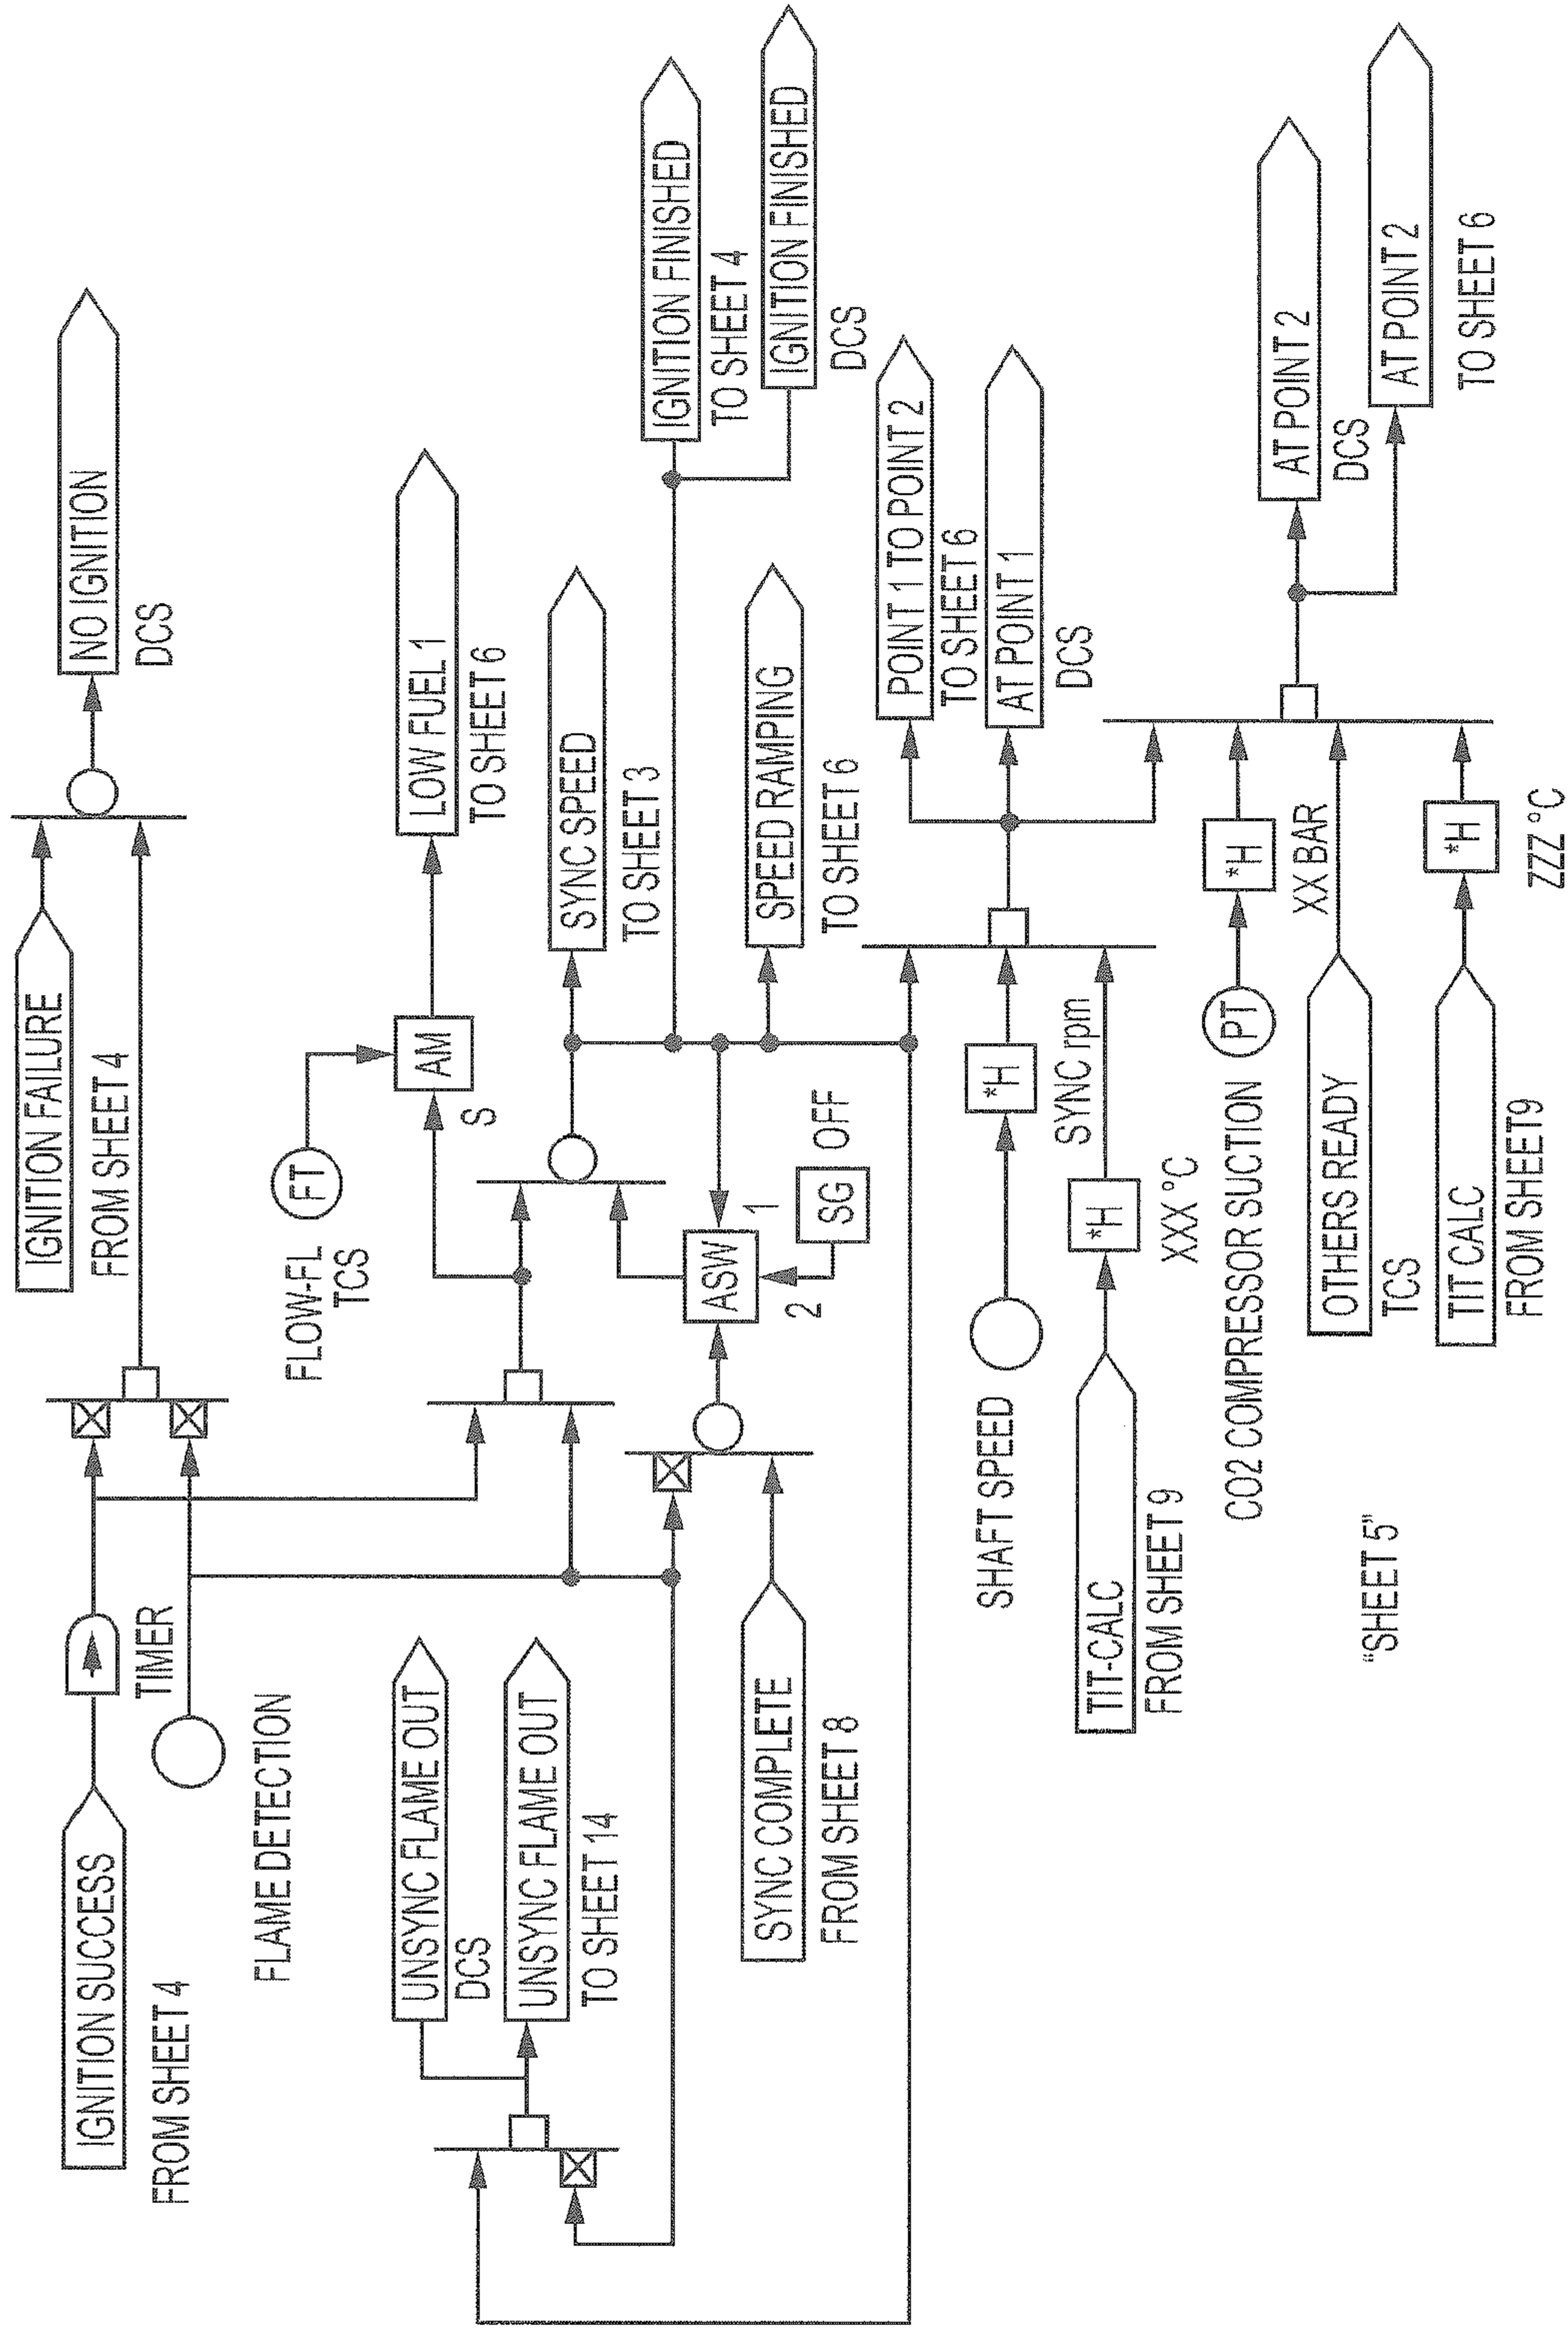 IGNITION SUCCESS
FROM SHEET 4
TIMER
FLAME DETECTION
IGNITION FAILURE
FROM SHEET 4
NO IGNITION
DCS
UNSYNC FLAME OUT
DCS
UNSYNC FLAME OUT
TO SHEET 14
FLOW-FL
TCS
FT
AM
S
LOW FUEL 1
TO SHEET 6
SYNC SPEED
TO SHEET 3
IGNITION FINISHED
TO SHEET 4
IGNITION FINISHED
DCS
SYNC COMPLETE
FROM SHEET 8
ASW
1
2
SG
OFF
SPEED RAMPING
TO SHEET 6
POINT 1 TO POINT 2
TO SHEET 6
AT POINT 1
DCS
SHAFT SPEED
*H
SYNC rpm
TIT-CALC
FROM SHEET 9
*H
XXX °C
CO2 COMPRESSOR SUCTION
PT
*H
XX BAR
OTHERS READY
TCS
TIT CALC
FROM SHEET9
*H
ZZZ °C
AT POINT 2
DCS
AT POINT 2
TO SHEET 6
“SHEET 5”